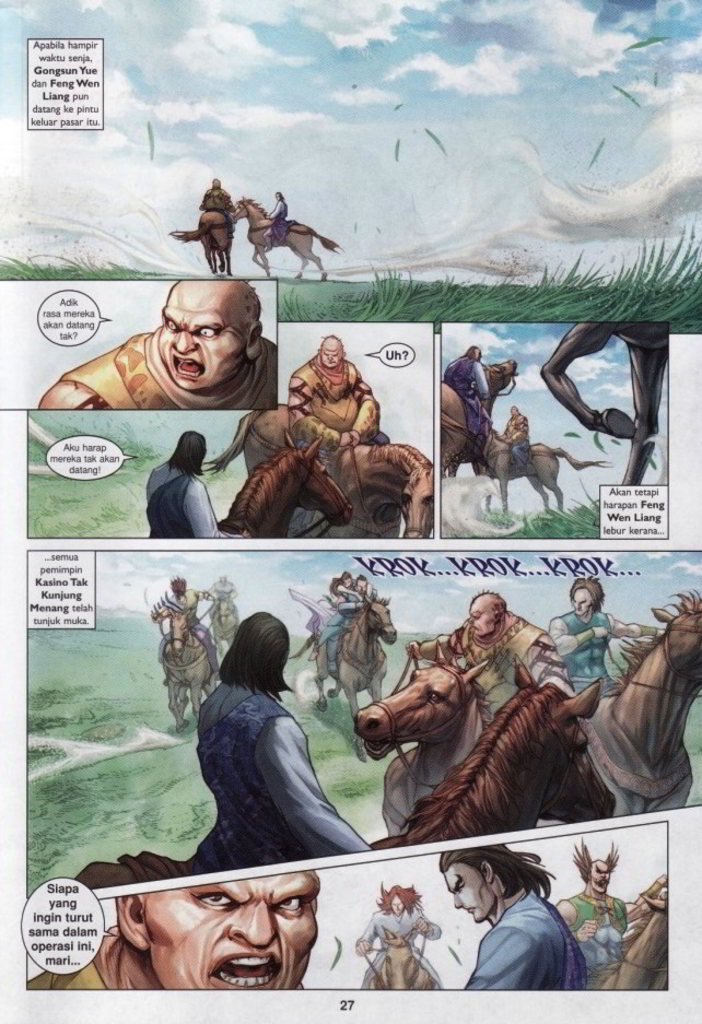 Apabila hampir
waktu senja,
Gongsun Yue
dan Feng Wen
Liang pun
datang ke pintu
keluar pasar itu.
Adik
rasa mereka
akan datang
tak?
Uh?
Aku harap
mereka tak akan
datang!
Akan tetapi
harapan Feng
Wen Liang
lebur kerana...
...semua
pemimpin
Kasino Tak
Kunjung
Menang telah
tunjuk muka.
KROK...KROK...KROK...
Siapa
yang
ingin turut
sama dalam
operasi ini,
mari...
27